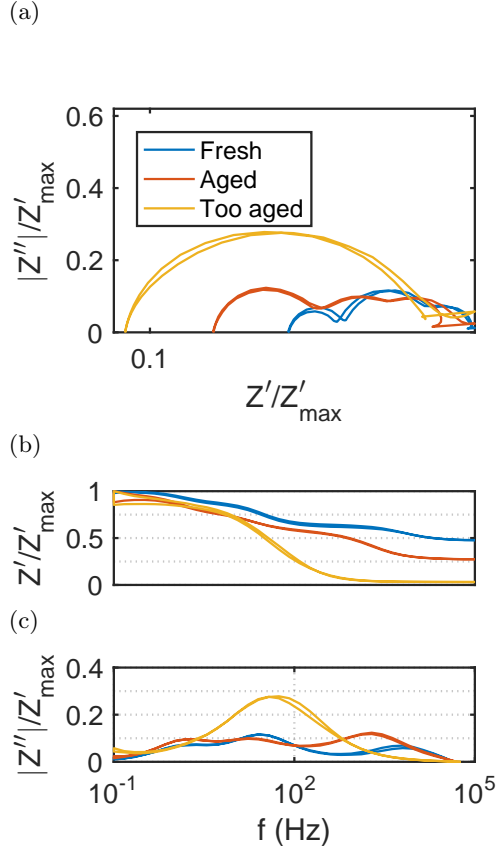 (a)
0.6
0.4
0.2
0
|Z''|/Z'max
Fresh
Aged
Too aged
0.1
Z'/Z'max
(b)
1
0.5
0
Z'/Z'max
(c)
0.4
0.2
0
|Z''|/Z'max
10⁻¹ 10² 10⁵
f (Hz)